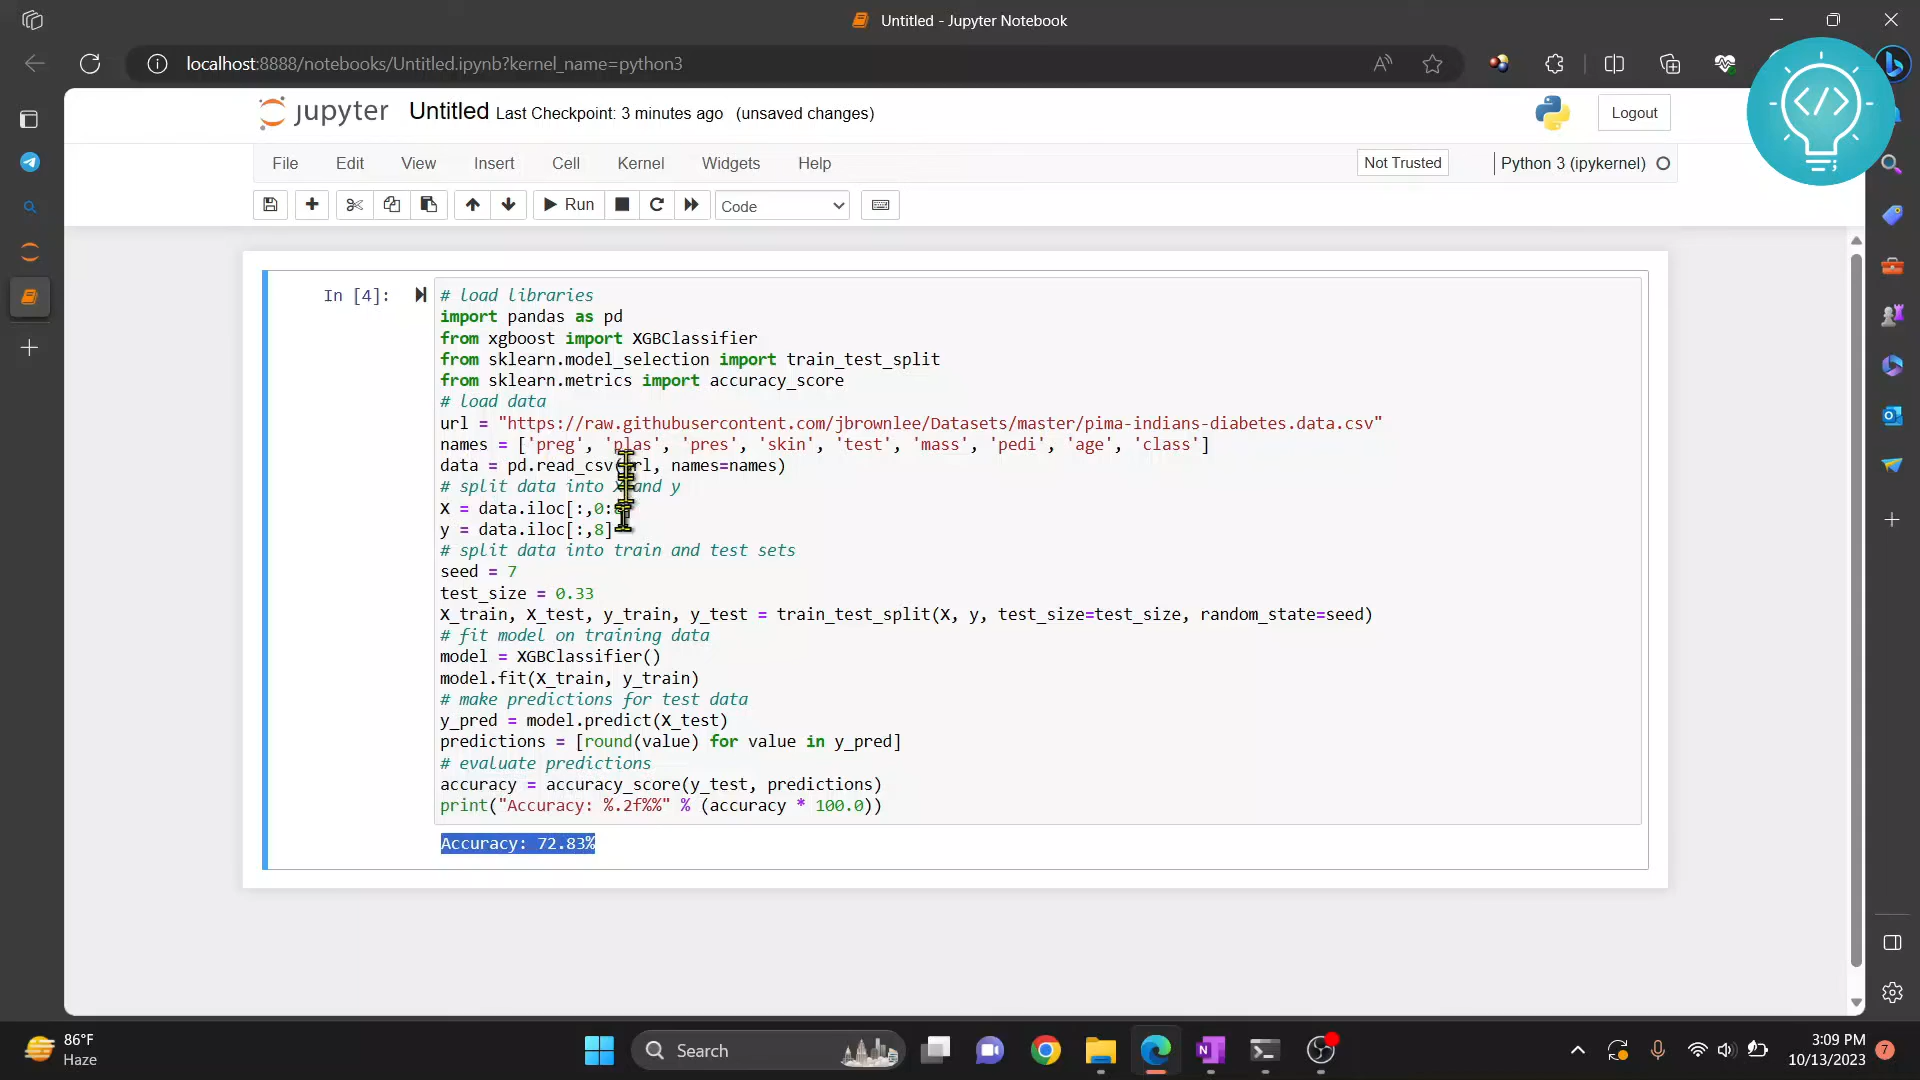 Untitled - Jupyter Notebook
localhost:8888/notebooks/Untitled.ipynb?kernel_name=python3
jupyter Untitled Last Checkpoint: 3 minutes ago (unsaved changes)
Logout
File Edit View Insert Cell Kernel Widgets Help
Not Trusted
Python 3 (ipykernel)
Run
Code
</>
In [4]:
# load libraries
import pandas as pd
from xgboost import XGBClassifier
from sklearn.model_selection import train_test_split
from sklearn.metrics import accuracy_score
# load data
url = "https://raw.githubusercontent.com/jbrownlee/Datasets/master/pima-indians-diabetes.data.csv"
names = ['preg', 'plas', 'pres', 'skin', 'test', 'mass', 'pedi', 'age', 'class']
data = pd.read_csv(url, names=names)
# split data into X and y
X = data.iloc[:,0:
y = data.iloc[:,8]
# split data into train and test sets
seed = 7
test_size = 0.33
X_train, X_test, y_train, y_test = train_test_split(X, y, test_size=test_size, random_state=seed)
# fit model on training data
model = XGBClassifier()
model.fit(X_train, y_train)
# make predictions for test data
y_pred = model.predict(X_test)
predictions = [round(value) for value in y_pred]
# evaluate predictions
accuracy = accuracy_score(y_test, predictions)
print("Accuracy: %.2f%%" % (accuracy * 100.0))
Accuracy: 72.83%
86°F
Haze
Search
3:09 PM
10/13/2023
7